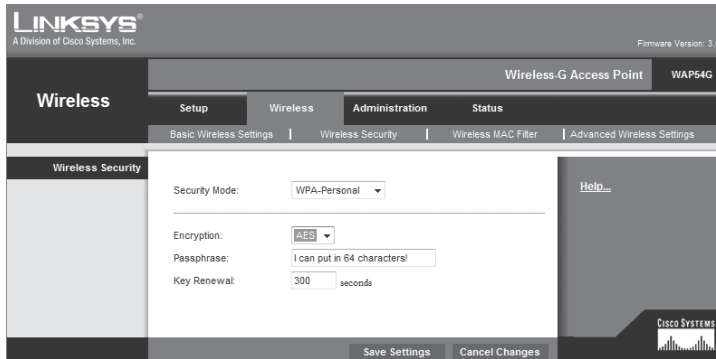 LINKSYS®
A Division of Cisco Systems, Inc.
Firmware Version: 3.
Wireless-G Access Point WAP54G
Wireless
Setup Wireless Administration Status
Basic Wireless Settings | Wireless Security | Wireless MAC Filter | Advanced Wireless Settings
Wireless Security
Security Mode: WPA-Personal
Help...
Encryption: AES
Passphrase: I can put in 64 characters!
Key Renewal: 300 seconds
CISCO SYSTEMS
Save Settings Cancel Changes